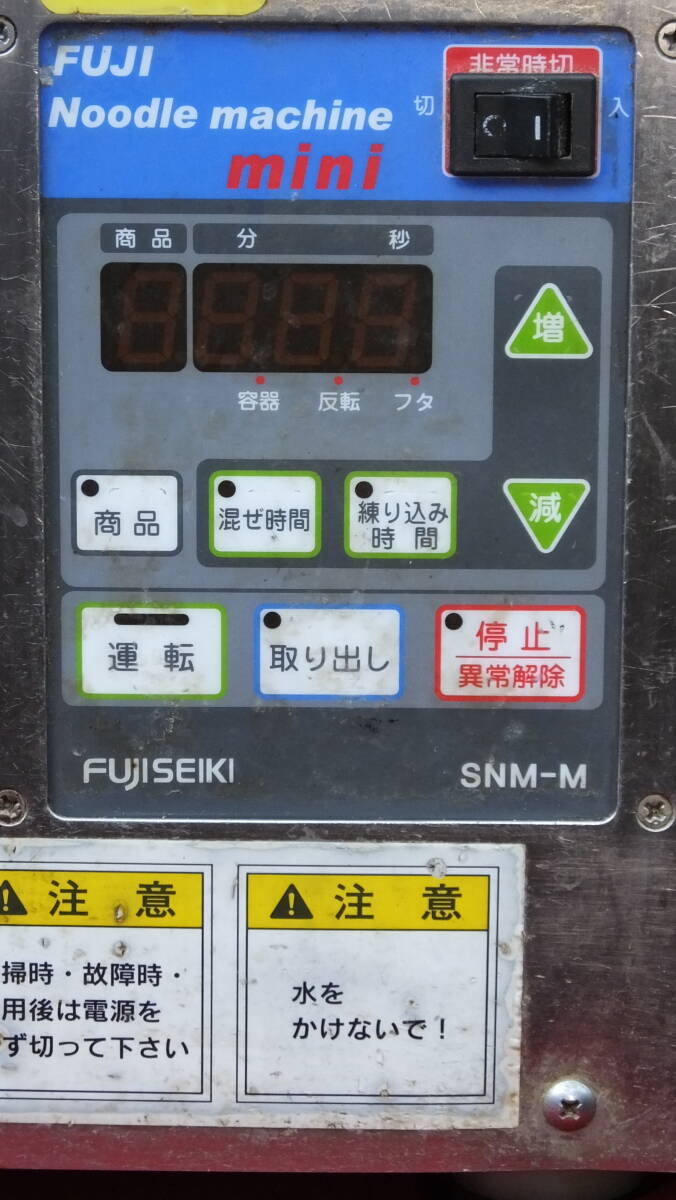 FUJI
Noodle machine
mini
非常時切
切
入
商品
分
秒
容器
反転
フタ
増
減
商品
混ぜ時間
練り込み
時間
運転
取り出し
停止
異常解除
FUJISEIKI
SNM-M
注意
掃時・故障時・
用後は電源を
ず切って下さい
注意
水を
かけないで！